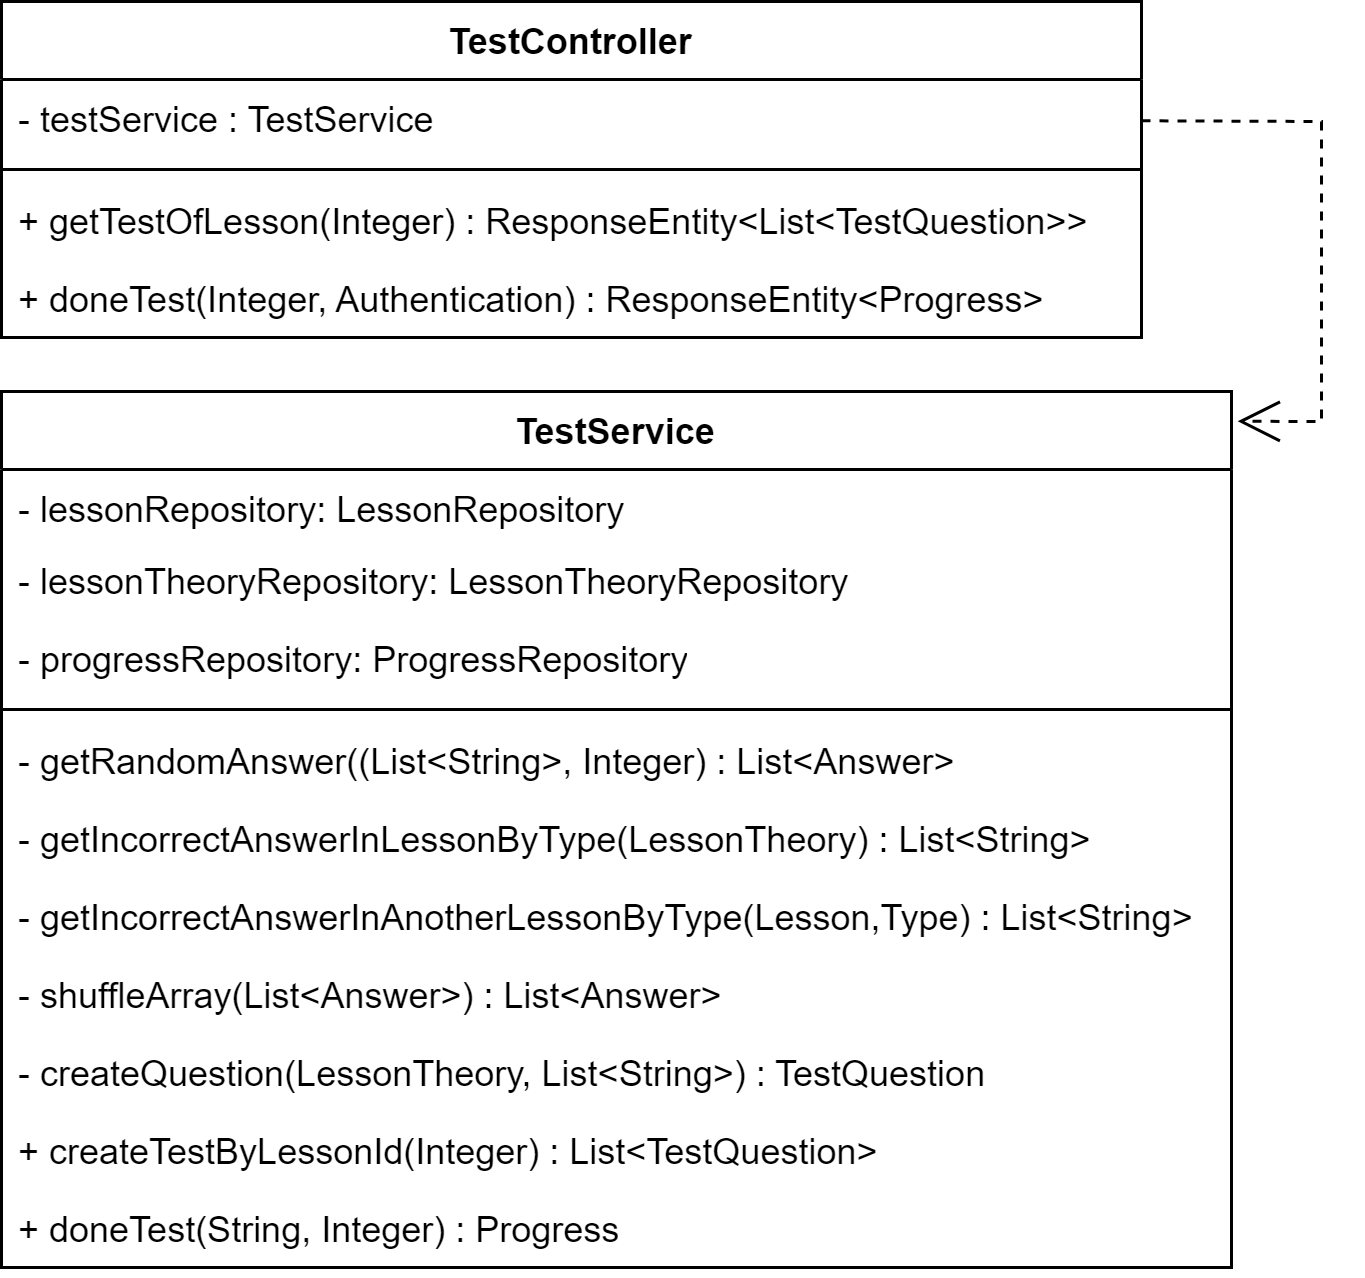 TestController
- testService : TestService
+ getTestOfLesson(Integer) : ResponseEntity<List<TestQuestion>>
+ doneTest(Integer, Authentication) : ResponseEntity<Progress>
TestService
- lessonRepository: LessonRepository
- lessonTheoryRepository: LessonTheoryRepository
- progressRepository: ProgressRepository
- getRandomAnswer((List<String>, Integer) : List<Answer>
- getIncorrectAnswerInLessonByType(LessonTheory) : List<String>
- getIncorrectAnswerInAnotherLessonByType(Lesson,Type) : List<String>
- shuffleArray(List<Answer>) : List<Answer>
- createQuestion(LessonTheory, List<String>) : TestQuestion
+ createTestByLessonId(Integer) : List<TestQuestion>
+ doneTest(String, Integer) : Progress